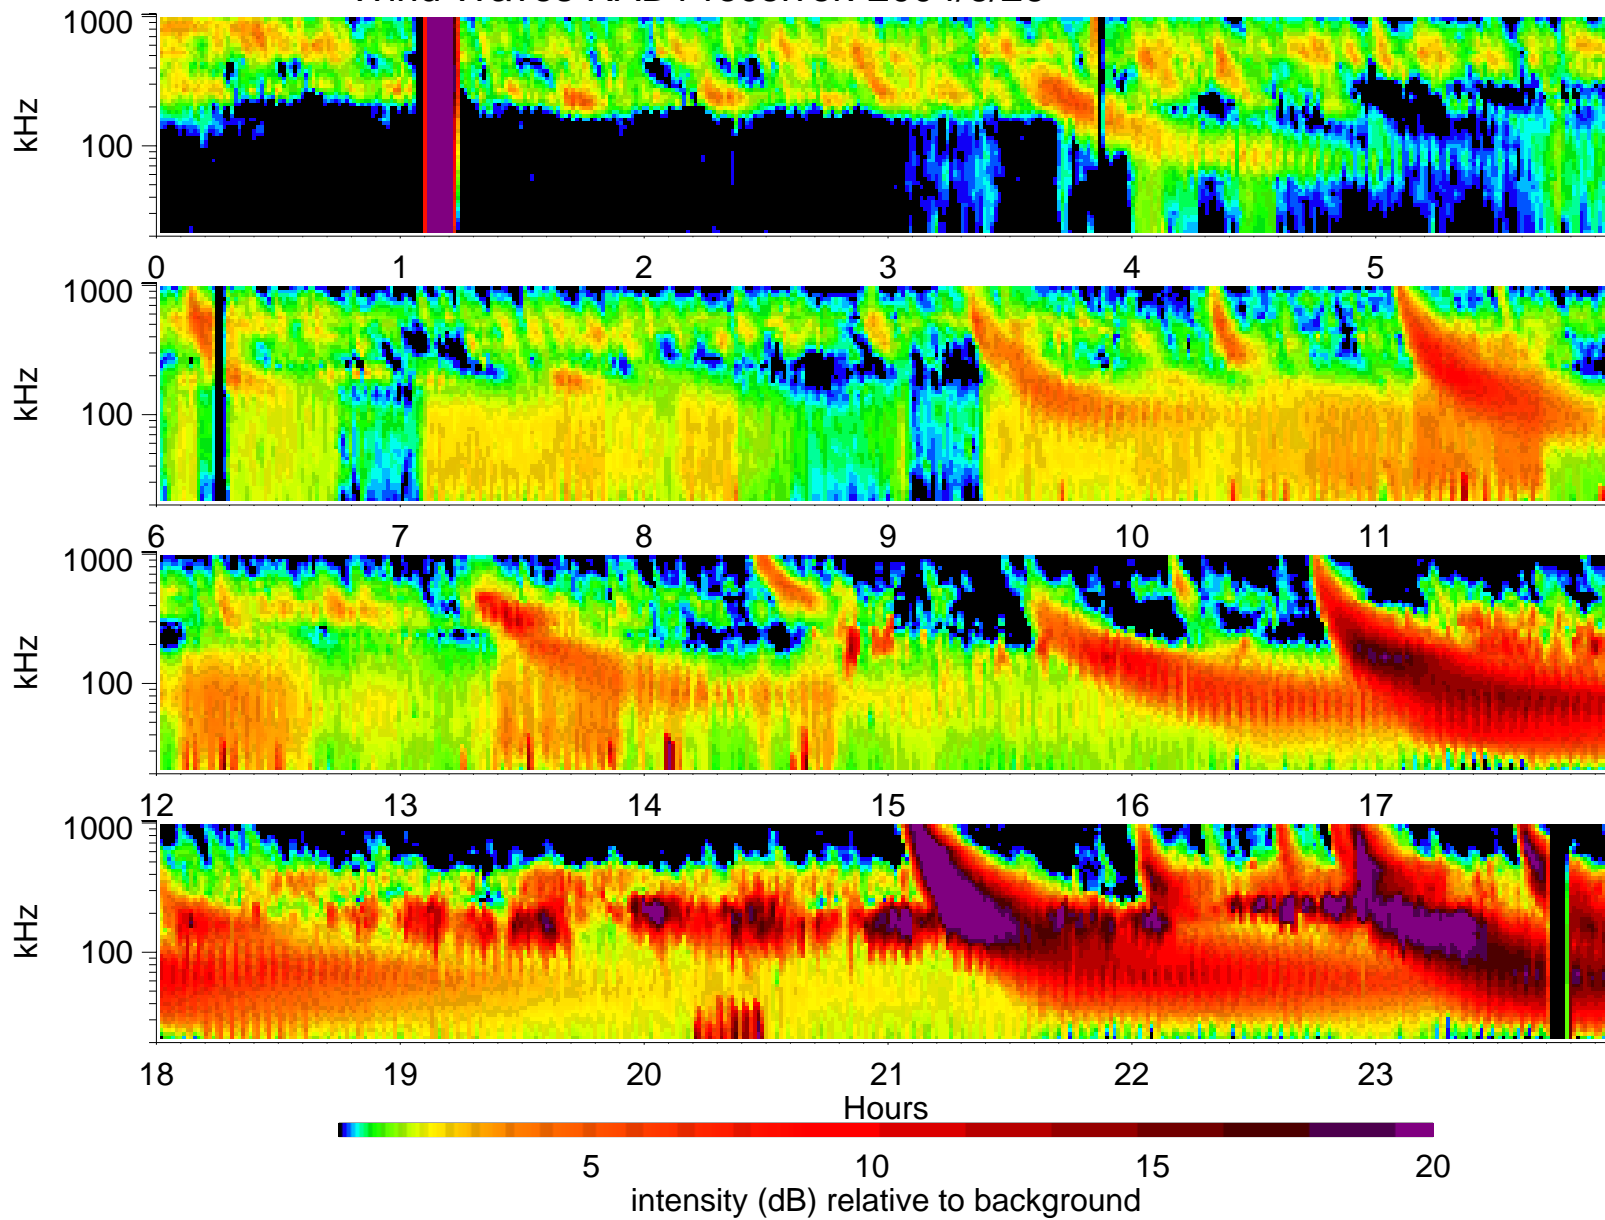 kHz 1000 100
0 1 2 3 4 5
kHz 1000 100
6 7 8 9 10 11
kHz 1000 100
12 13 14 15 16 17
kHz 1000 100
18 19 20 21 22 23
Hours
5 10 15 20
intensity (dB) relative to background